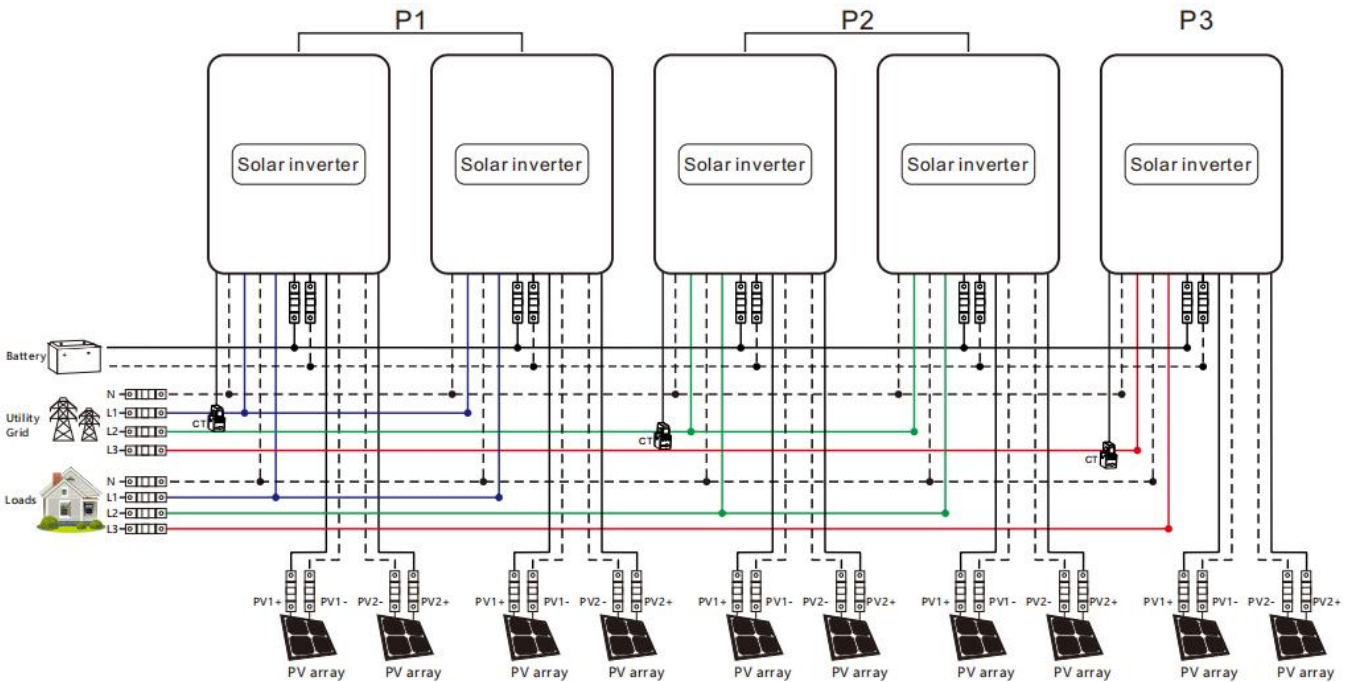 P1 P2 P3
Solar inverter Solar inverter Solar inverter Solar inverter Solar inverter
Battery
N
L1
Utility
Grid
CT
L2
CT
L3
CT
N
L1
Loads
L2
L3
PV1+ PV1- PV2- PV2+ PV1+ PV1- PV2- PV2+ PV1+ PV1- PV2- PV2+ PV1+ PV1- PV2- PV2+ PV1+ PV1- PV2- PV2+
PV array PV array PV array PV array PV array PV array PV array PV array PV array PV array